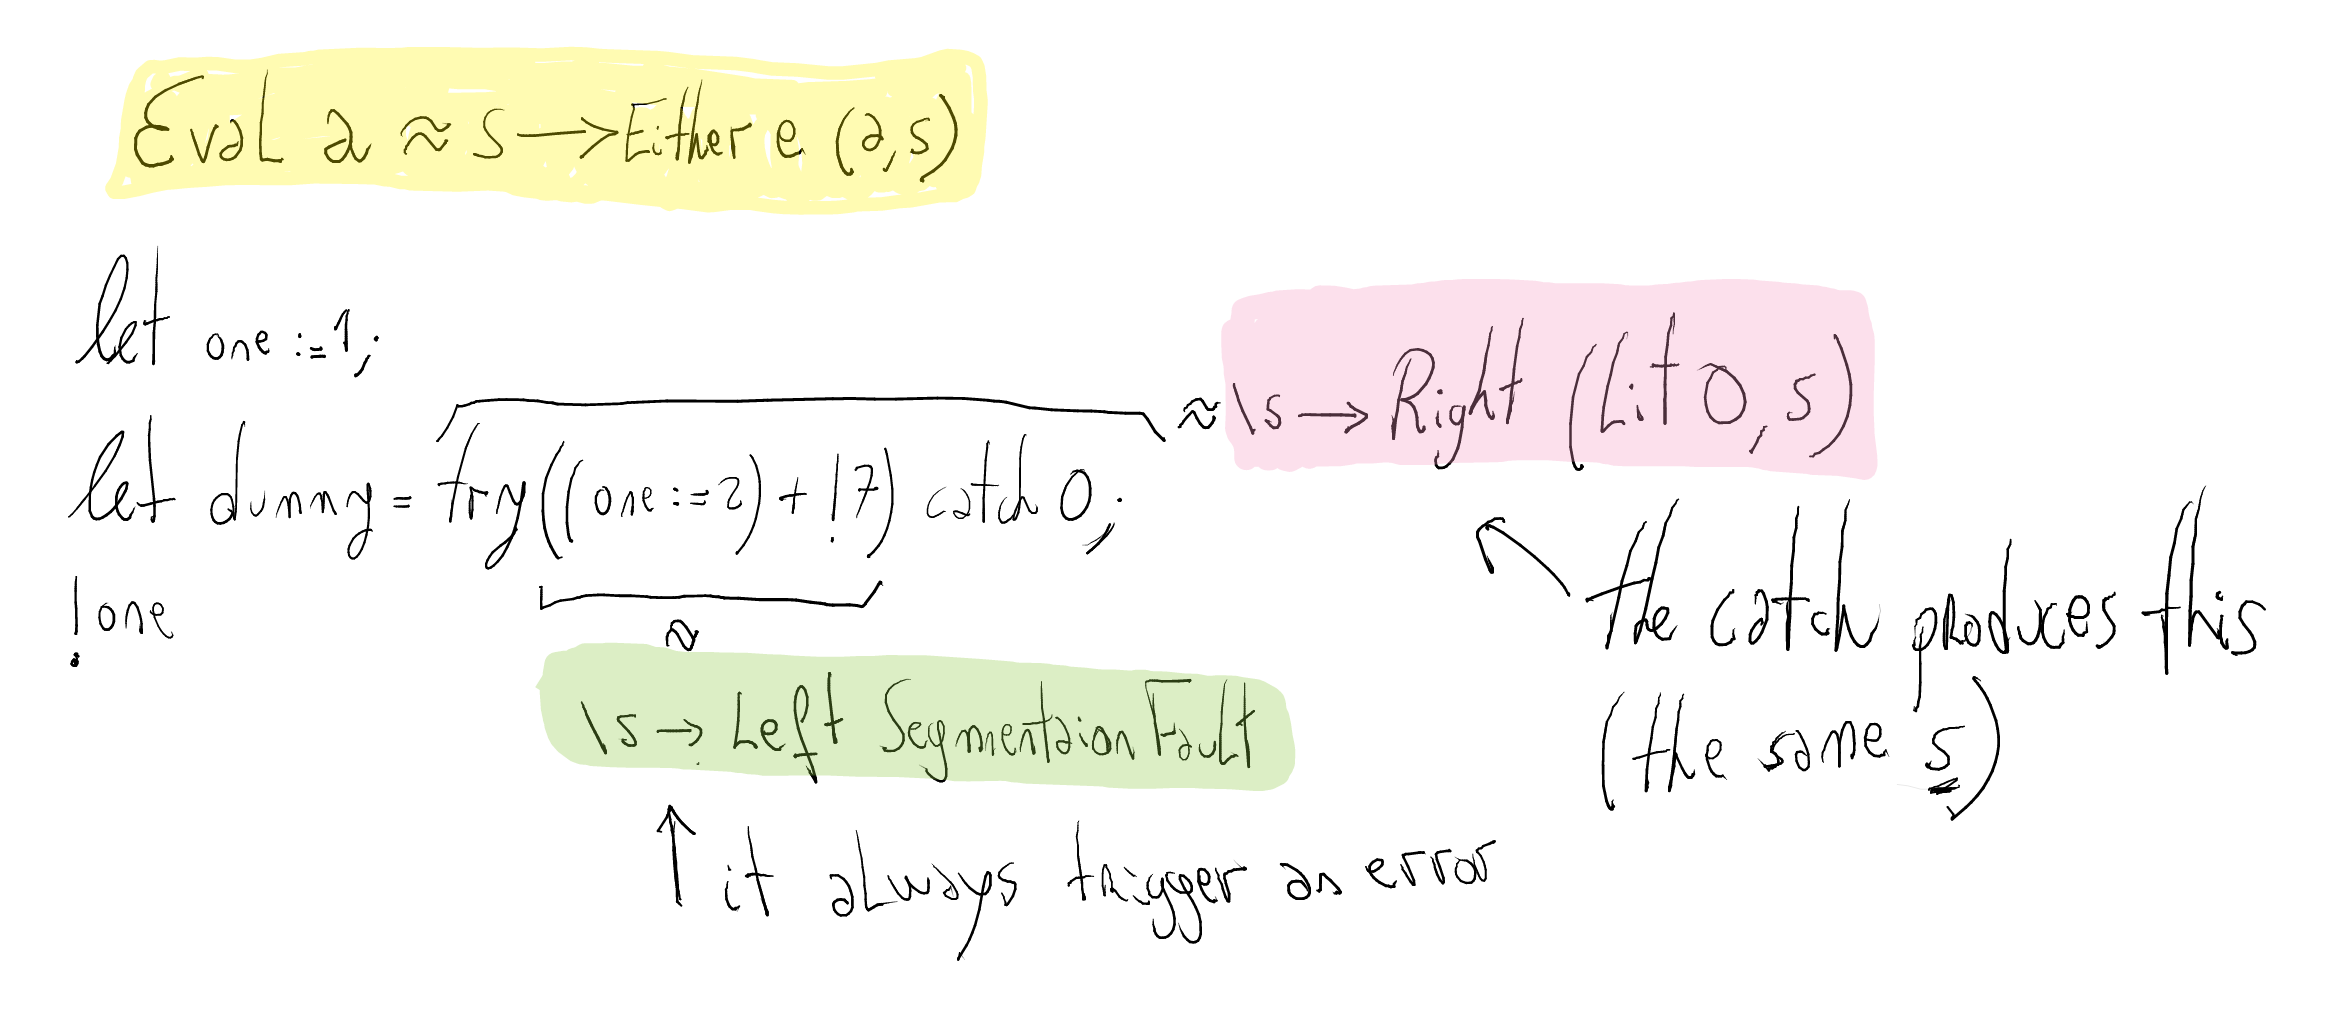 Eval a ≈ s → Either e (a,s)
let one := 1;
≈ \s → Right (Lit 0, s)
let dummy = try((one := 2) + !7) catch 0;
!one
≈
the catch produces this
(the same s)
\s → Left SegmentaionFault
↑ it always trigger an error